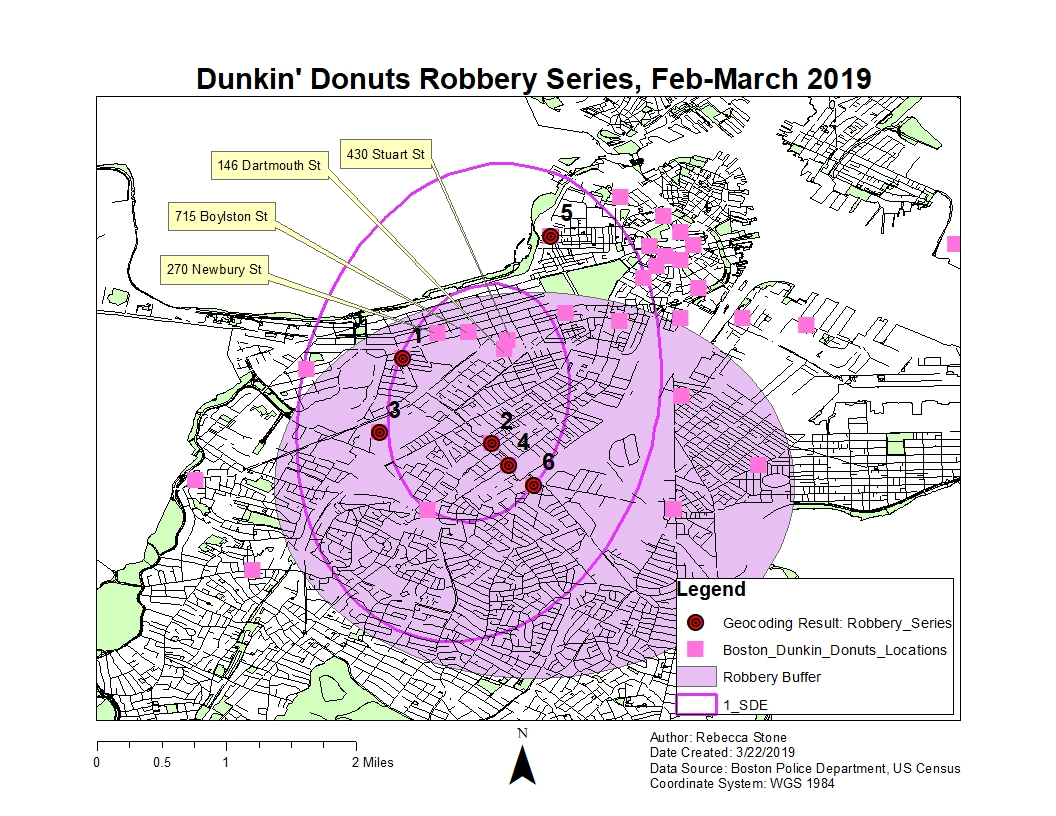 Dunkin' Donuts Robbery Series, Feb-March 2019
430 Stuart St
146 Dartmouth St
715 Boylston St
270 Newbury St
5
1
3
2
4
6
Legend
Geocoding Result: Robbery_Series
Boston_Dunkin_Donuts_Locations
Robbery Buffer
1_SDE
N
0 0.5 1 2 Miles
Author: Rebecca Stone
Date Created: 3/22/2019
Data Source: Boston Police Department, US Census
Coordinate System: WGS 1984